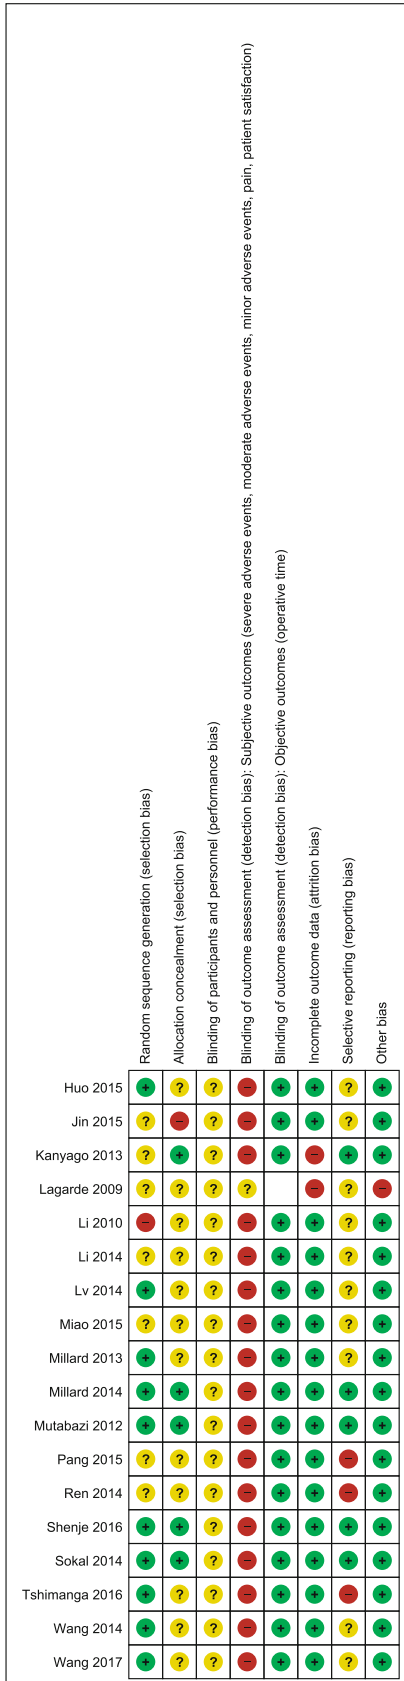 Random sequence generation (selection bias)
Allocation concealment (selection bias)
Blinding of participants and personnel (performance bias)
Blinding of outcome assessment (detection bias): Subjective outcomes (severe adverse events, moderate adverse events, minor adverse events, pain, patient satisfaction)
Blinding of outcome assessment (detection bias): Objective outcomes (operative time)
Incomplete outcome data (attrition bias)
Selective reporting (reporting bias)
Other bias
Huo 2015 + ? ? − + + ? +
Jin 2015 ? − ? − + + ? +
Kanyago 2013 ? + ? − + − + +
Lagarde 2009 ? ? ? ? − ? −
Li 2010 − ? ? − + + ? +
Li 2014 ? ? ? − + + ? +
Lv 2014 + ? ? − + + ? +
Miao 2015 ? ? ? − + + ? +
Millard 2013 + ? ? − + + ? +
Millard 2014 + + ? − + + + +
Mutabazi 2012 + + ? − + + + +
Pang 2015 ? ? ? − + + − +
Ren 2014 ? ? ? − + + − +
Shenje 2016 + + ? − + + + +
Sokal 2014 + + ? − + + + +
Tshimanga 2016 + ? ? − + + − +
Wang 2014 + ? ? − + + ? +
Wang 2017 + ? ? − + + ? +